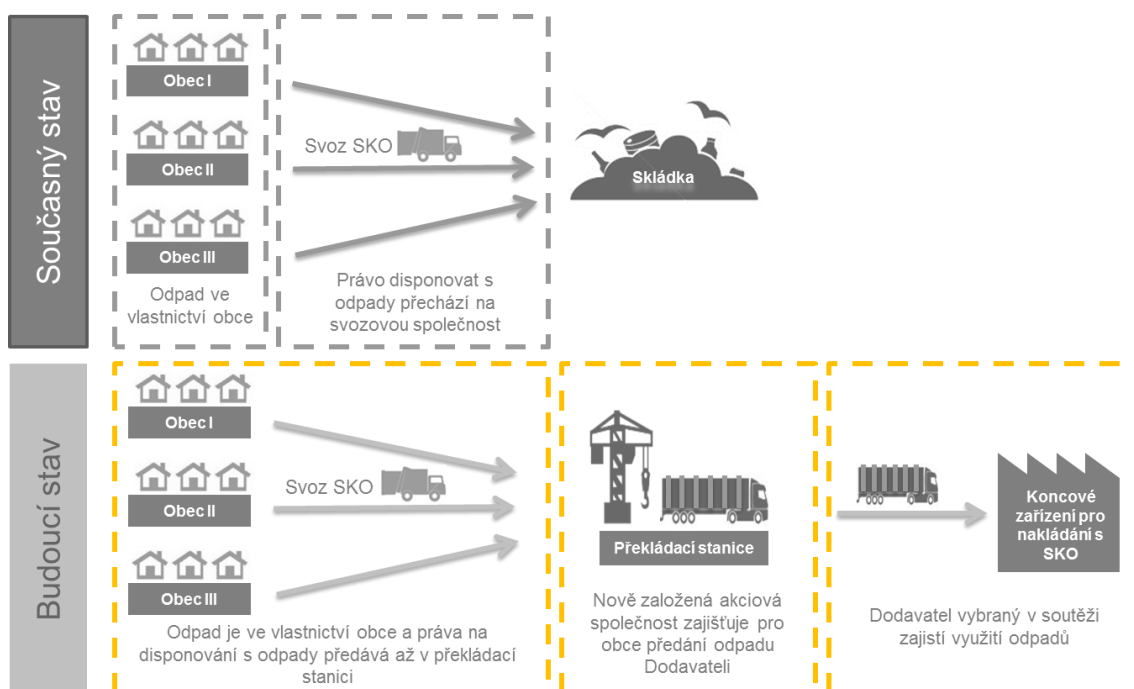 Současný stav
Obec I
Obec II
Obec III
Odpad ve
vlastnictví obce
Svoz SKO
Právo disponovat s
odpady přechází na
svozovou společnost
Skládka
Budoucí stav
Obec I
Obec II
Obec III
Svoz SKO
Odpad je ve vlastnictví obce a práva na
disponování s odpady předává až v překládací
stanici
Překládací stanice
Nově založená akciová
společnost zajišťuje pro
obce předání odpadu
Dodavateli
Koncové
zařízení pro
nakládání s
SKO
Dodavatel vybraný v soutěži
zajistí využití odpadů